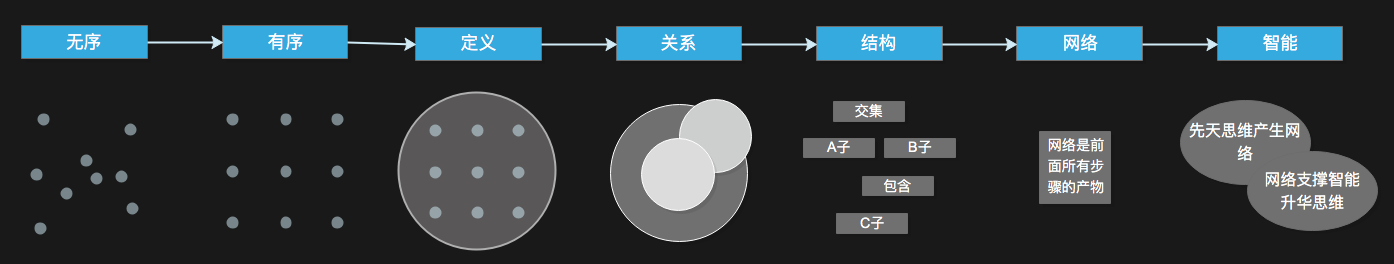 无序
有序
定义
关系
结构
网络
智能
交集
A子
B子
包含
C子
网络是前
面所有步
骤的产物
先天思维产生网
络
网络支撑智能
升华思维